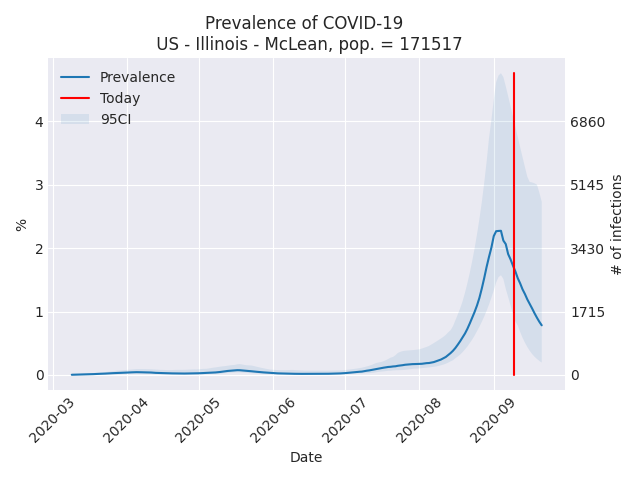 Prevalence of COVID-19
US - Illinois - McLean, pop. = 171517
Prevalence
Today
95CI
4
3
2
1
0
%
6860
5145
3430
1715
0
# of infections
2020-03
2020-04
2020-05
2020-06
2020-07
2020-08
2020-09
Date